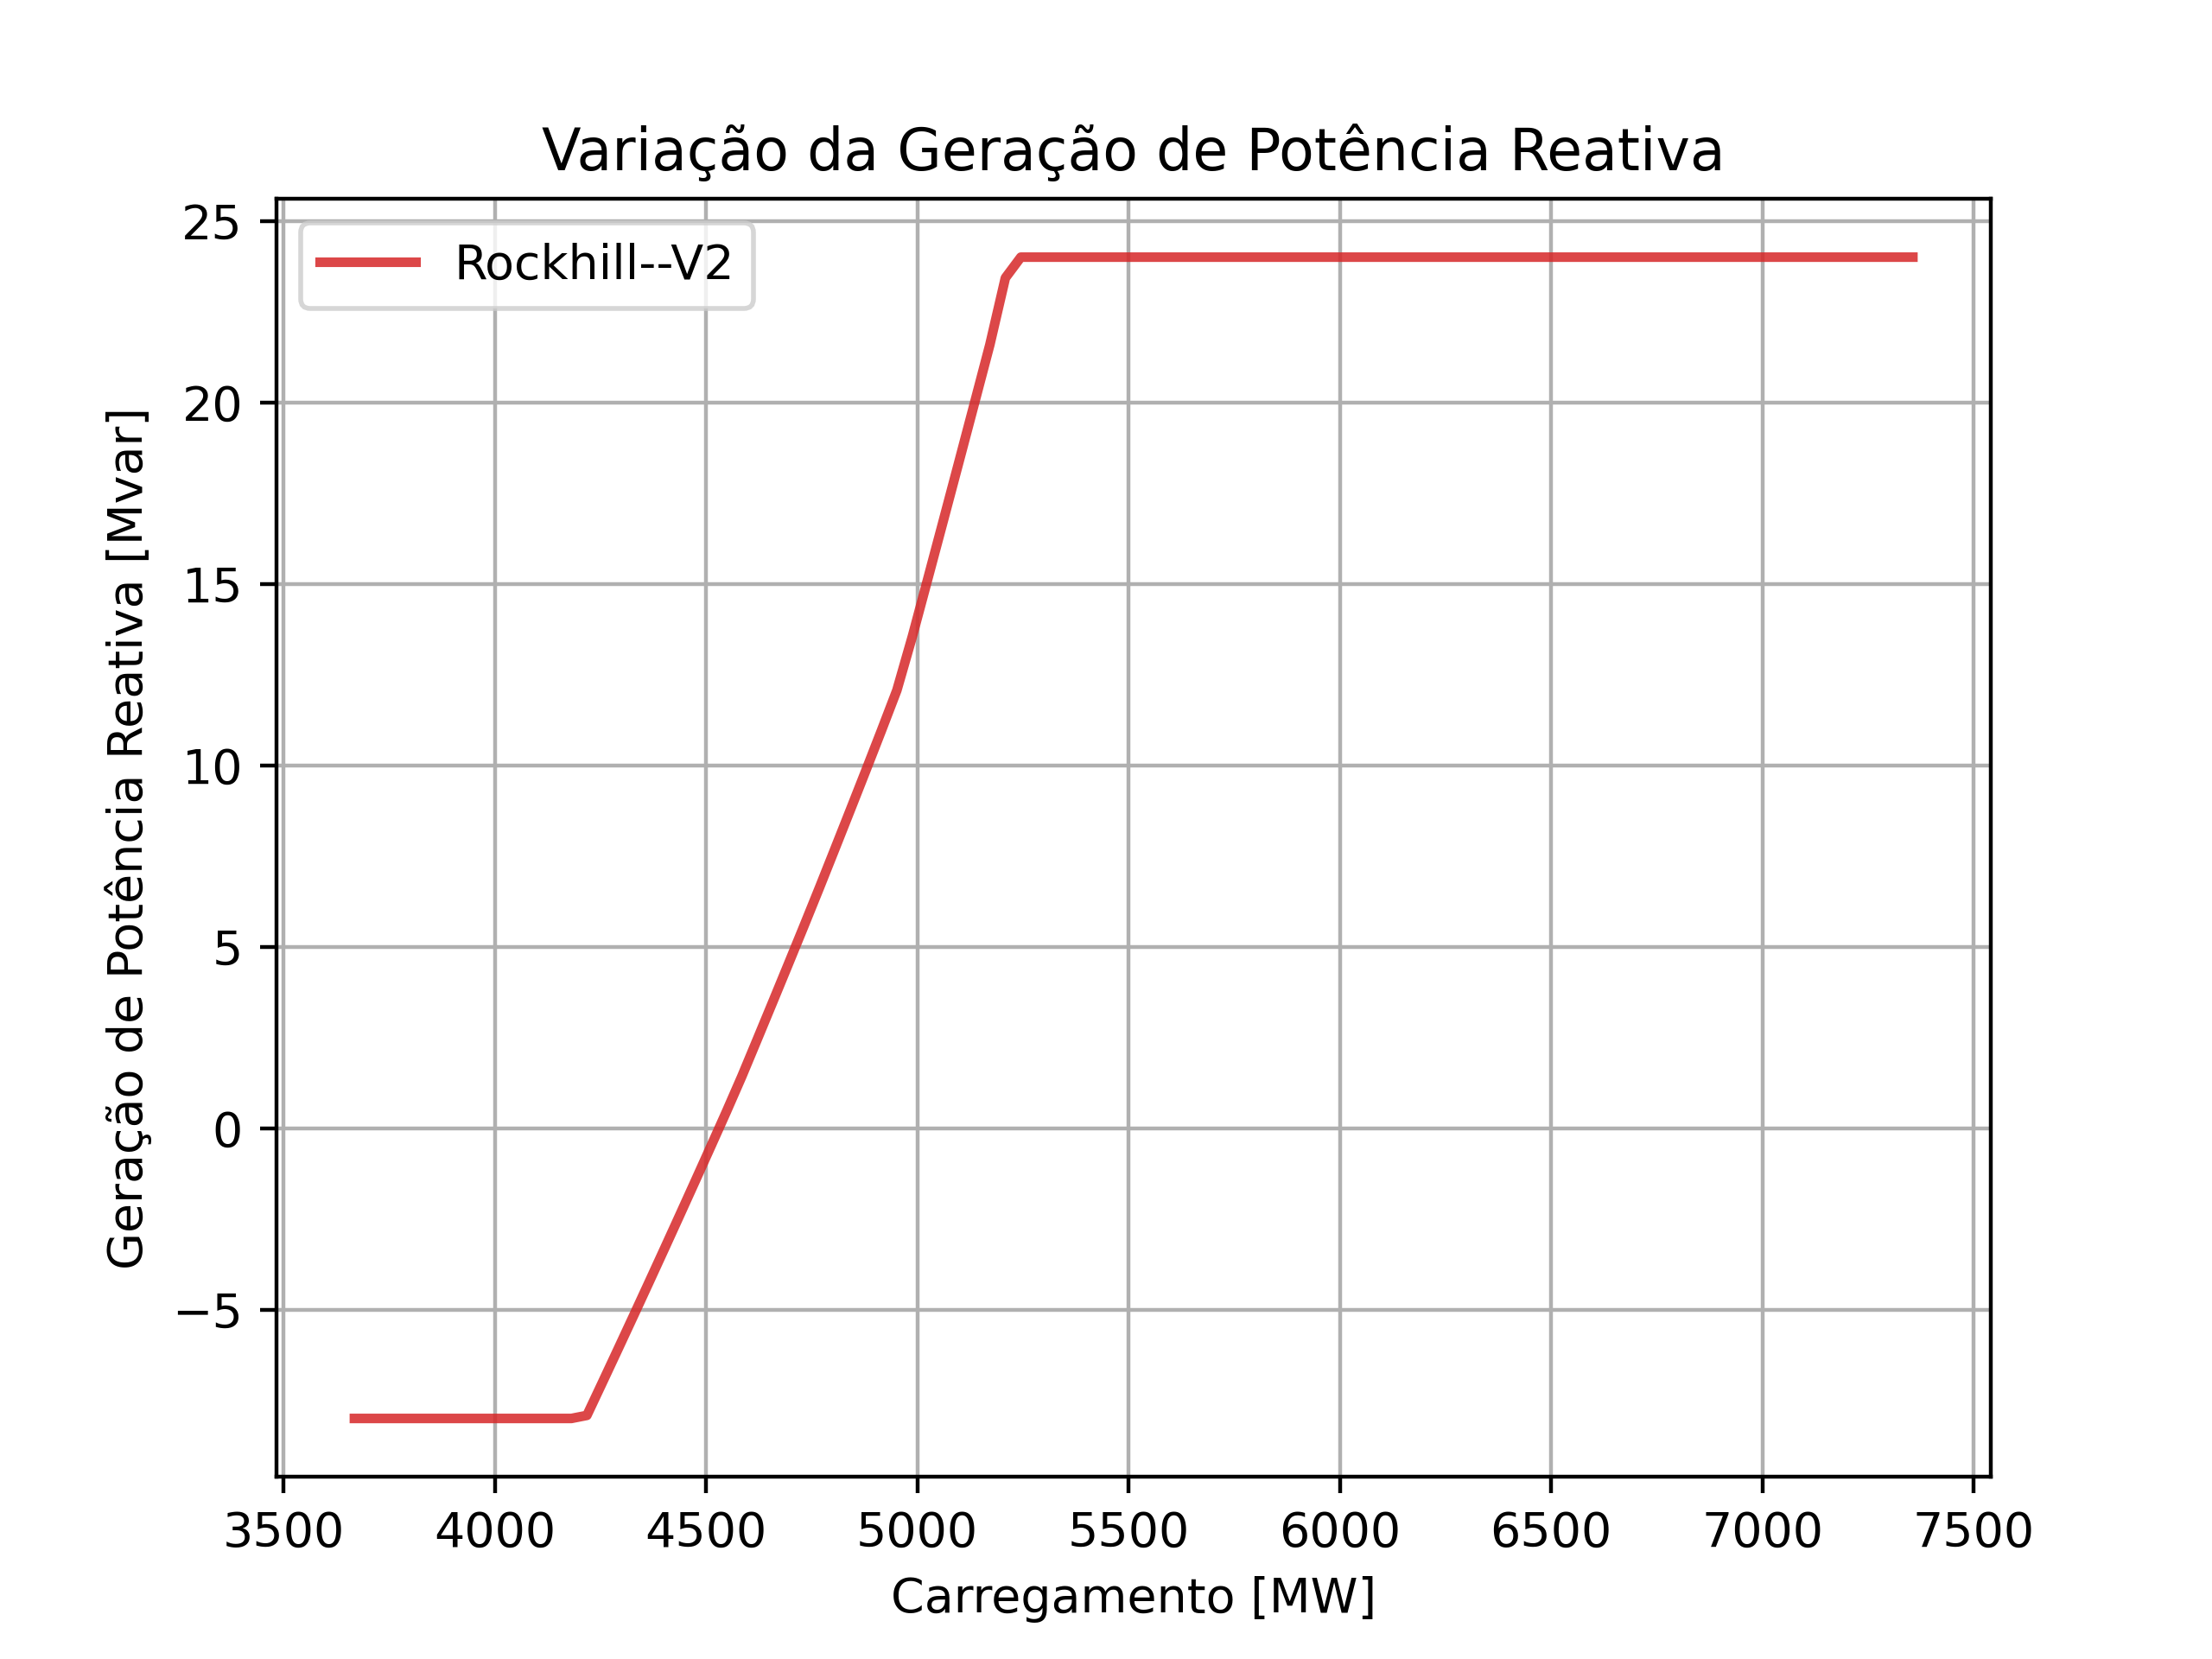 Variação da Geração de Potência Reativa
Rockhill--V2
Geração de Potência Reativa [Mvar]
25
20
15
10
5
0
−5
3500 4000 4500 5000 5500 6000 6500 7000 7500
Carregamento [MW]